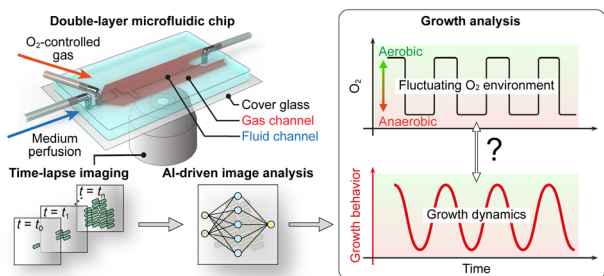 Double-layer microfluidic chip
O₂-controlled
gas
Cover glass
Gas channel
Fluid channel
Medium
perfusion
Time-lapse imaging
t = t₀
t = t₁
t = tₙ
AI-driven image analysis
Growth analysis
Aerobic
O₂
Fluctuating O₂ environment
Anaerobic
?
Growth behavior
Growth dynamics
Time